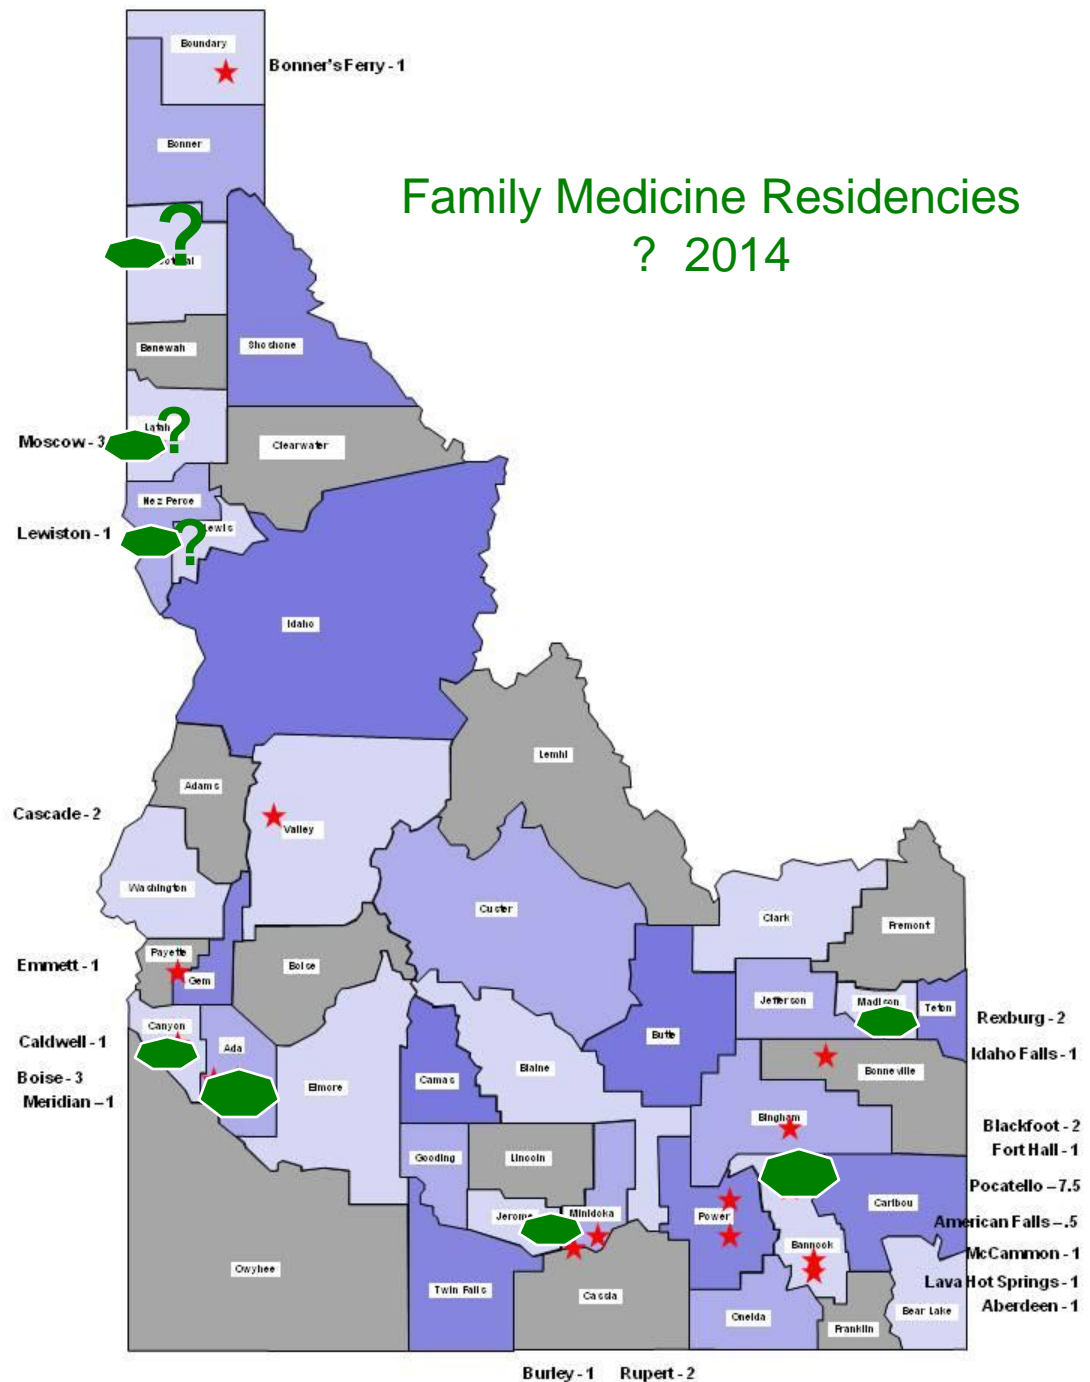 Boundary
Bonner's Ferry - 1
Bonner
Family Medicine Residencies
? 2014
?
Benewah
Shoshone
Latah
?
Moscow - 3
Clearwater
Nez Perce
Lewis
?
Lewiston - 1
Idaho
Lemhi
Adams
Cascade - 2
Valley
Washington
Custer
Clark
Fremont
Payette
Emmett - 1
Gem
Boise
Jefferson
Madison
Teton
Rexburg - 2
Canyon
Caldwell - 1
Ada
Butte
Idaho Falls - 1
Blaine
Bonneville
Boise - 3
Camas
Elmore
Meridian – 1
Bingham
Blackfoot - 2
Fort Hall - 1
Gooding
Lincoln
Pocatello – 7.5
Caribou
Jerome
Minidoka
Power
American Falls – .5
Bannock
McCammon - 1
Owyhee
Lava Hot Springs - 1
Twin Falls
Cassia
Aberdeen - 1
Oneida
Franklin
Bear Lake
Burley - 1 Rupert - 2